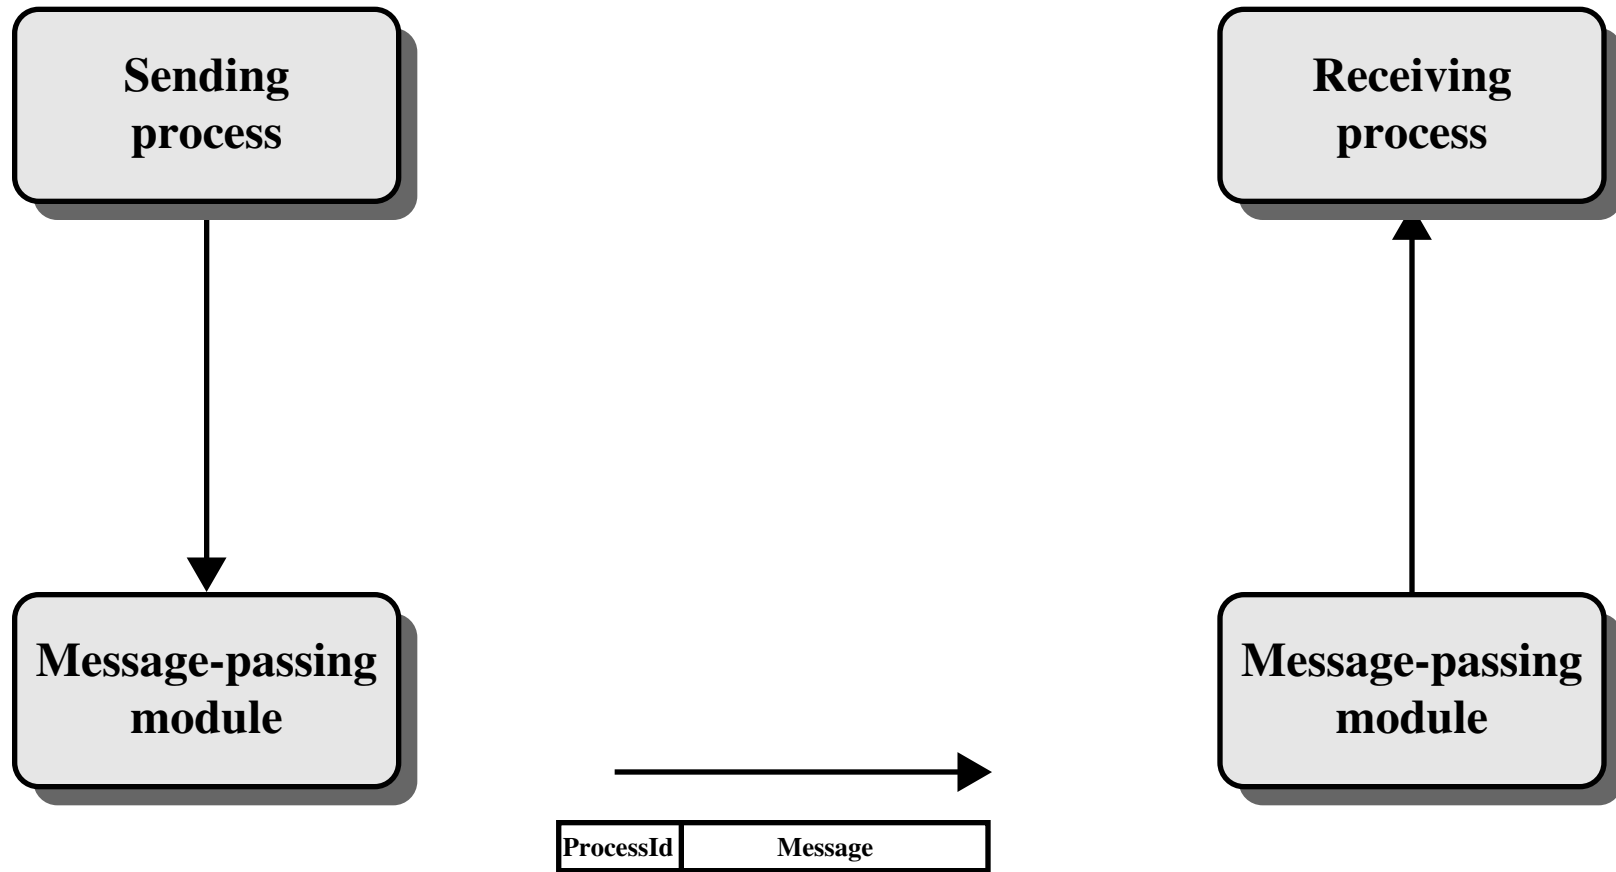 Sending
process
Receiving
process
Message-passing
module
Message-passing
module
ProcessId
Message